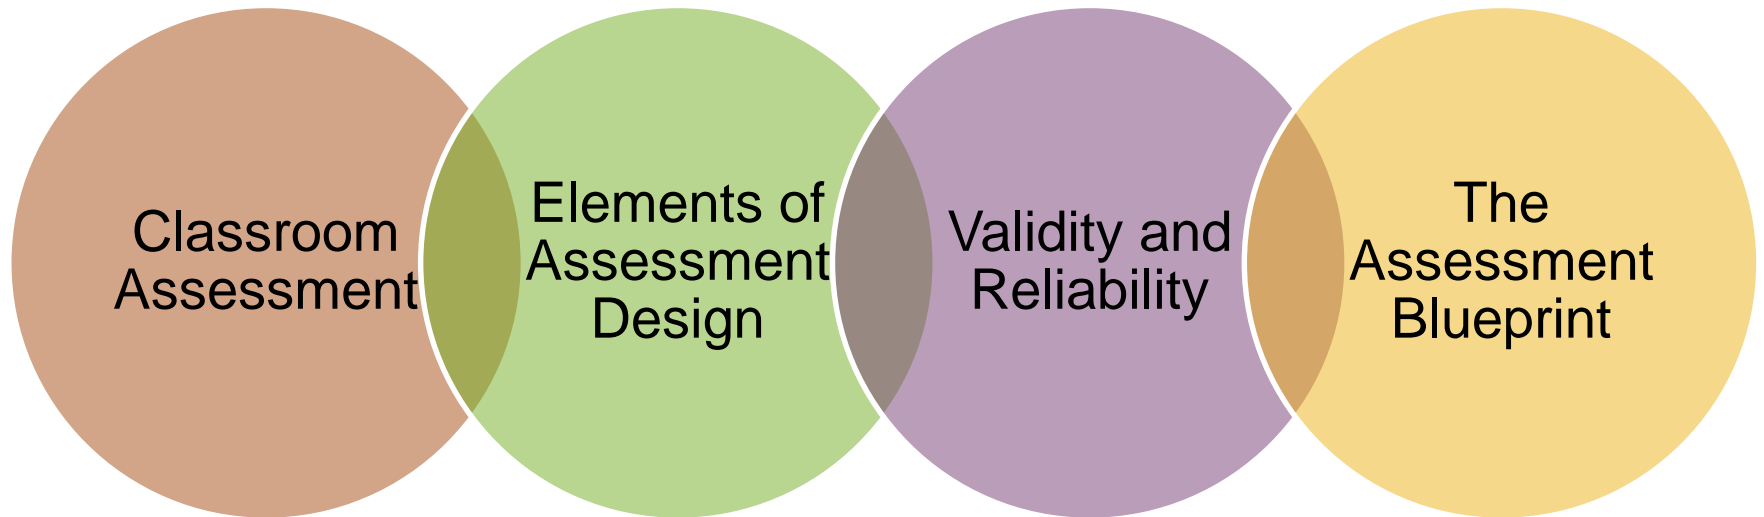 Classroom
Assessment
Elements of
Assessment
Design
Validity and
Reliability
The
Assessment
Blueprint